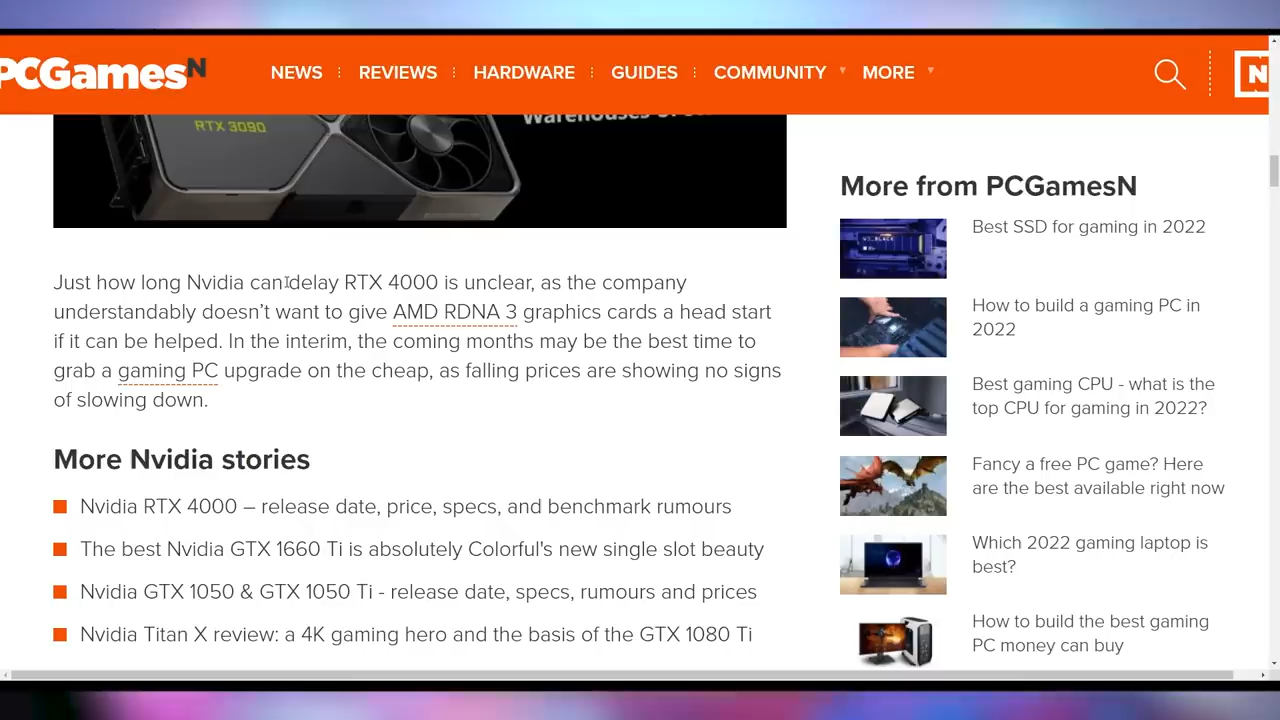 PCGamesN
NEWS
REVIEWS
HARDWARE
GUIDES
COMMUNITY
MORE
N
RTX 3090
Just how long Nvidia can delay RTX 4000 is unclear, as the company
understandably doesn’t want to give AMD RDNA 3 graphics cards a head start
if it can be helped. In the interim, the coming months may be the best time to
grab a gaming PC upgrade on the cheap, as falling prices are showing no signs
of slowing down.
More Nvidia stories
Nvidia RTX 4000 – release date, price, specs, and benchmark rumours
The best Nvidia GTX 1660 Ti is absolutely Colorful's new single slot beauty
Nvidia GTX 1050 & GTX 1050 Ti - release date, specs, rumours and prices
Nvidia Titan X review: a 4K gaming hero and the basis of the GTX 1080 Ti
More from PCGamesN
Best SSD for gaming in 2022
How to build a gaming PC in
2022
Best gaming CPU - what is the
top CPU for gaming in 2022?
Fancy a free PC game? Here
are the best available right now
Which 2022 gaming laptop is
best?
How to build the best gaming
PC money can buy